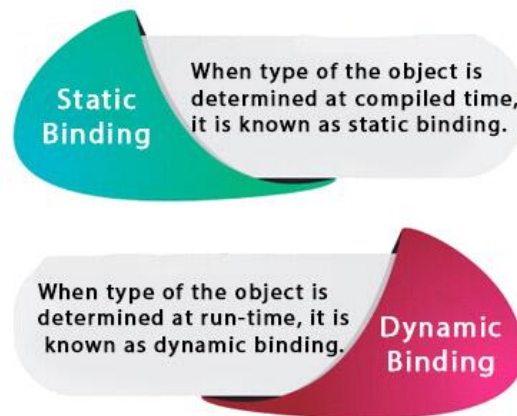 Static
Binding
When type of the object is
determined at compiled time,
it is known as static binding.
When type of the object is
determined at run-time, it is
known as dynamic binding.
Dynamic
Binding